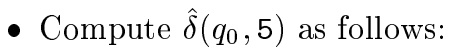 • Compute δ̂(q₀,5) as follows: